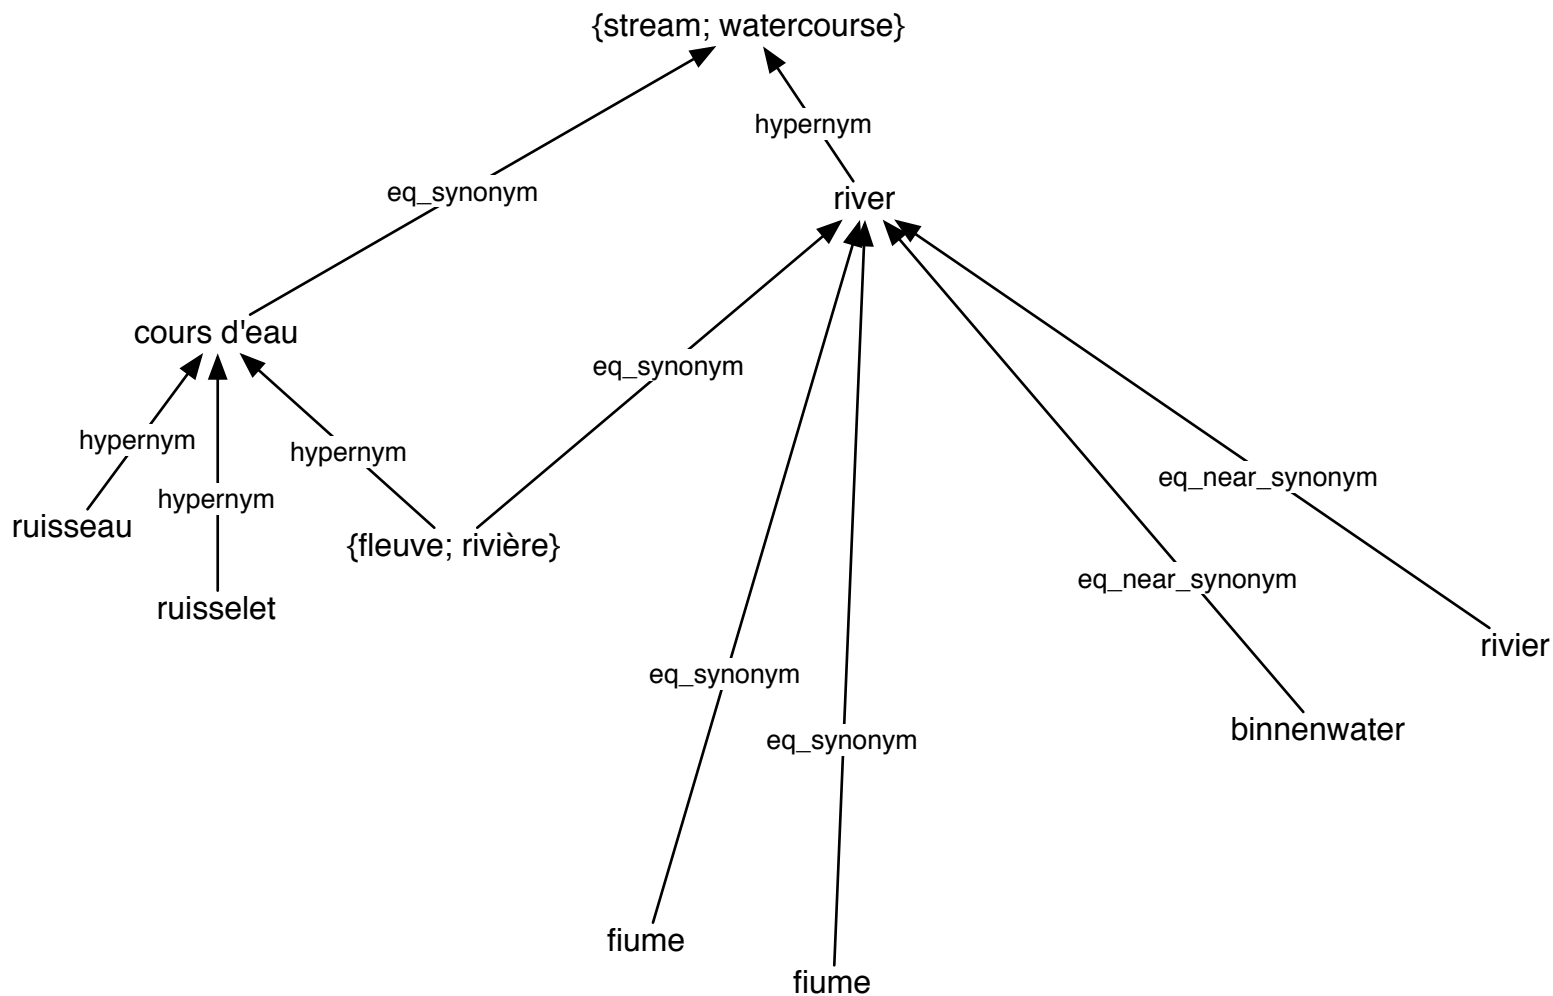 {stream; watercourse}
hypernym
eq_synonym
river
cours d'eau
eq_synonym
hypernym
hypernym
eq_near_synonym
hypernym
ruisseau
{fleuve; rivière}
eq_near_synonym
ruisselet
rivier
eq_synonym
binnenwater
eq_synonym
fiume
fiume